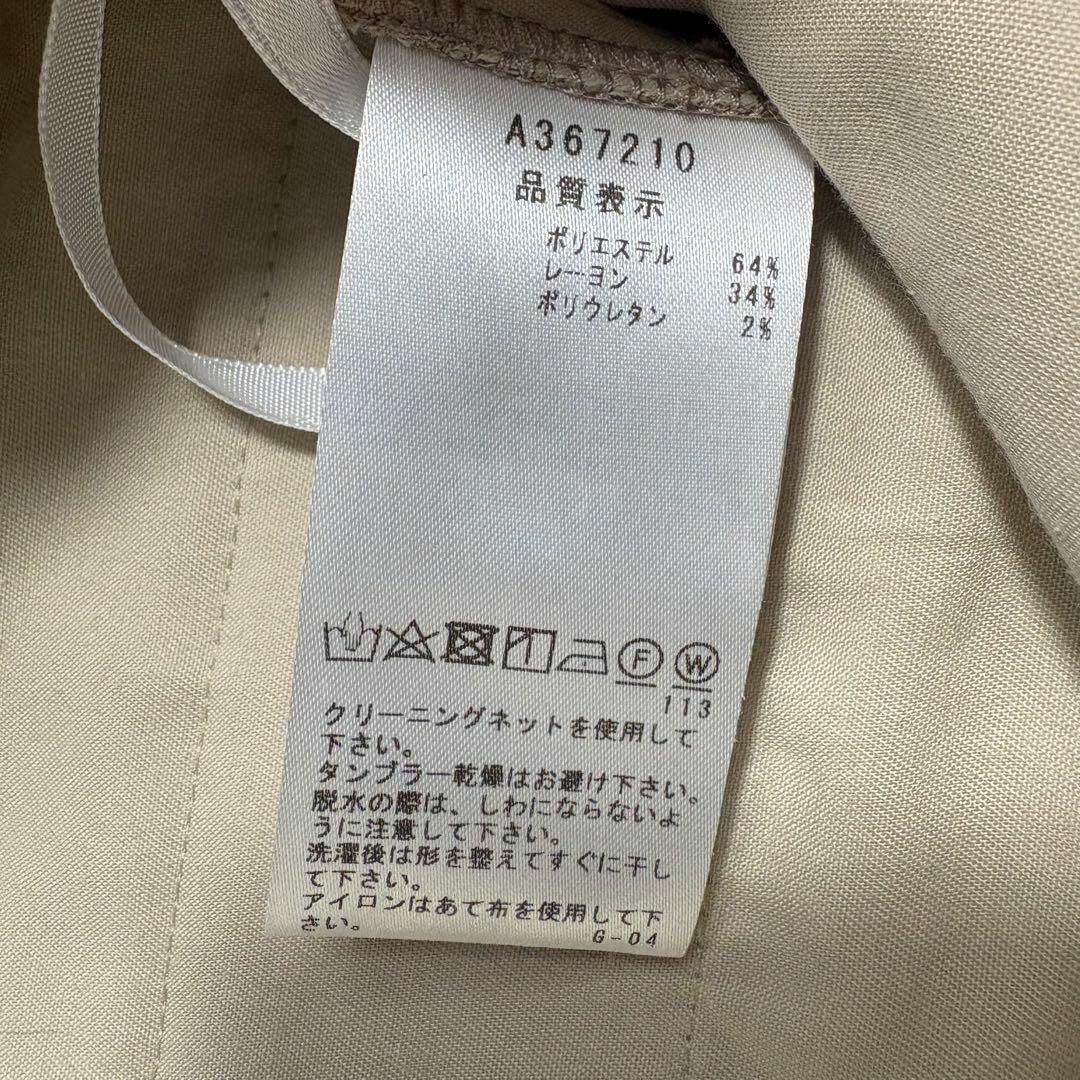 A367210
品質表示
ポリエステル 64%
レーヨン 34%
ポリウレタン 2%
F W
113
クリーニングネットを使用して
下さい。
タンブラー乾燥はお避け下さい。
脱水の際は、しわにならないよ
うに注意して下さい。
洗濯後は形を整えてすぐに干し
て下さい。
アイロンはあて布を使用して下
さい。 G-04